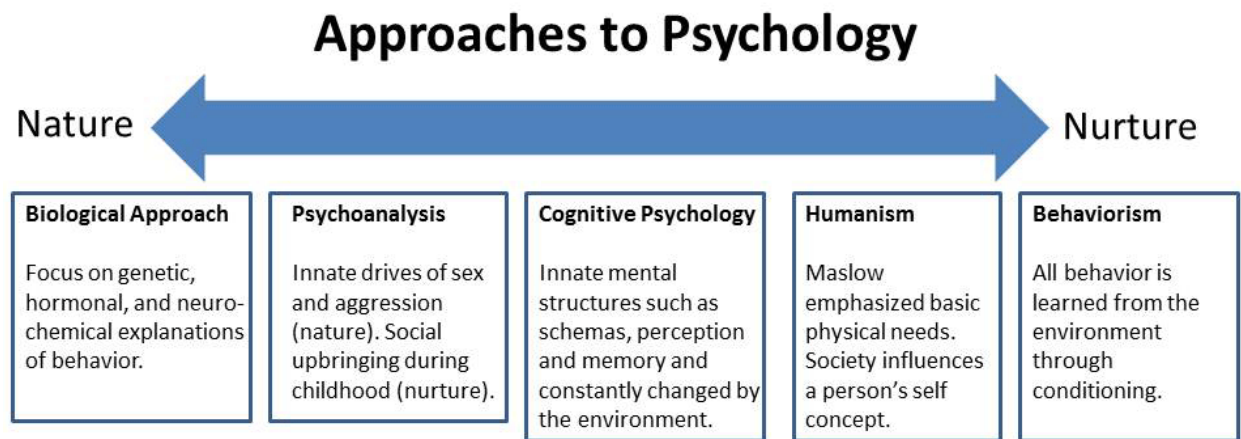 Approaches to Psychology
Nature
Nurture
Biological Approach
Focus on genetic,
hormonal, and neuro-
chemical explanations
of behavior.
Psychoanalysis
Innate drives of sex
and aggression
(nature). Social
upbringing during
childhood (nurture).
Cognitive Psychology
Innate mental
structures such as
schemas, perception
and memory and
constantly changed by
the environment.
Humanism
Maslow
emphasized basic
physical needs.
Society influences
a person's self
concept.
Behaviorism
All behavior is
learned from the
environment
through
conditioning.